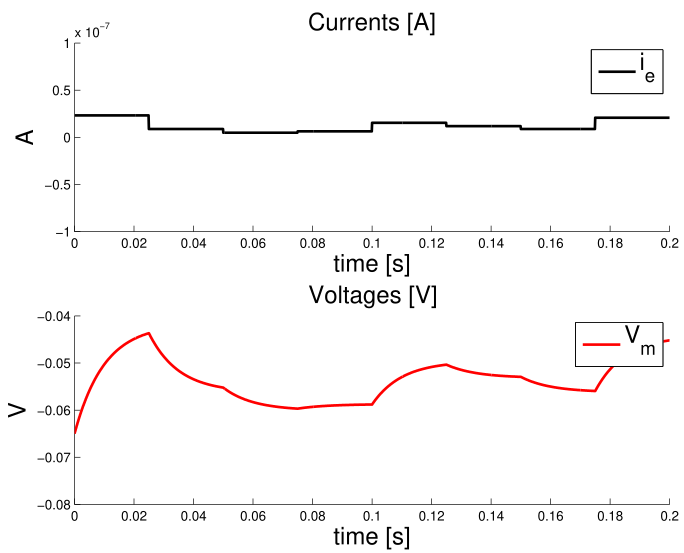 Currents [A]
x 10⁻⁷
1
0.5
0
−0.5
−1
A
i_e
0 0.02 0.04 0.06 0.08 0.1 0.12 0.14 0.16 0.18 0.2
time [s]
Voltages [V]
−0.04
−0.05
−0.06
−0.07
−0.08
V
V_m
0 0.02 0.04 0.06 0.08 0.1 0.12 0.14 0.16 0.18 0.2
time [s]